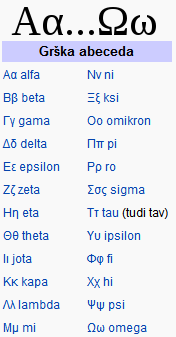 Αα...Ωω
Grška abeceda
Αα alfa Νν ni
Ββ beta Ξξ ksi
Γγ gama Οο omikron
Δδ delta Ππ pi
Εε epsilon Ρρ ro
Ζζ zeta Σσς sigma
Ηη eta Ττ tau (tudi tav)
Θθ theta Υυ ipsilon
Ιι jota Φφ fi
Κκ kapa Χχ hi
Λλ lambda Ψψ psi
Μμ mi Ωω omega